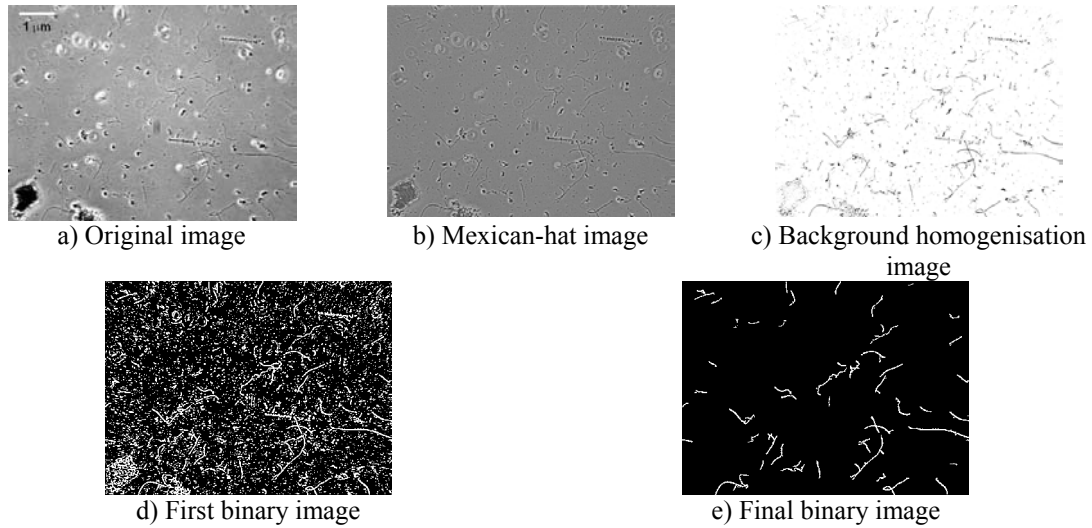 1 μm
a) Original image
b) Mexican-hat image
c) Background homogenisation
image
d) First binary image
e) Final binary image